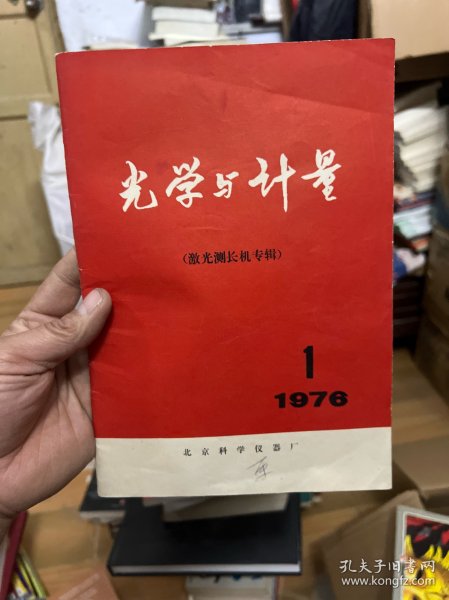 光学与计量
（激光测长机专辑）
1
1976
北京科学仪器厂
孔夫子旧书网
www.kongfz.com